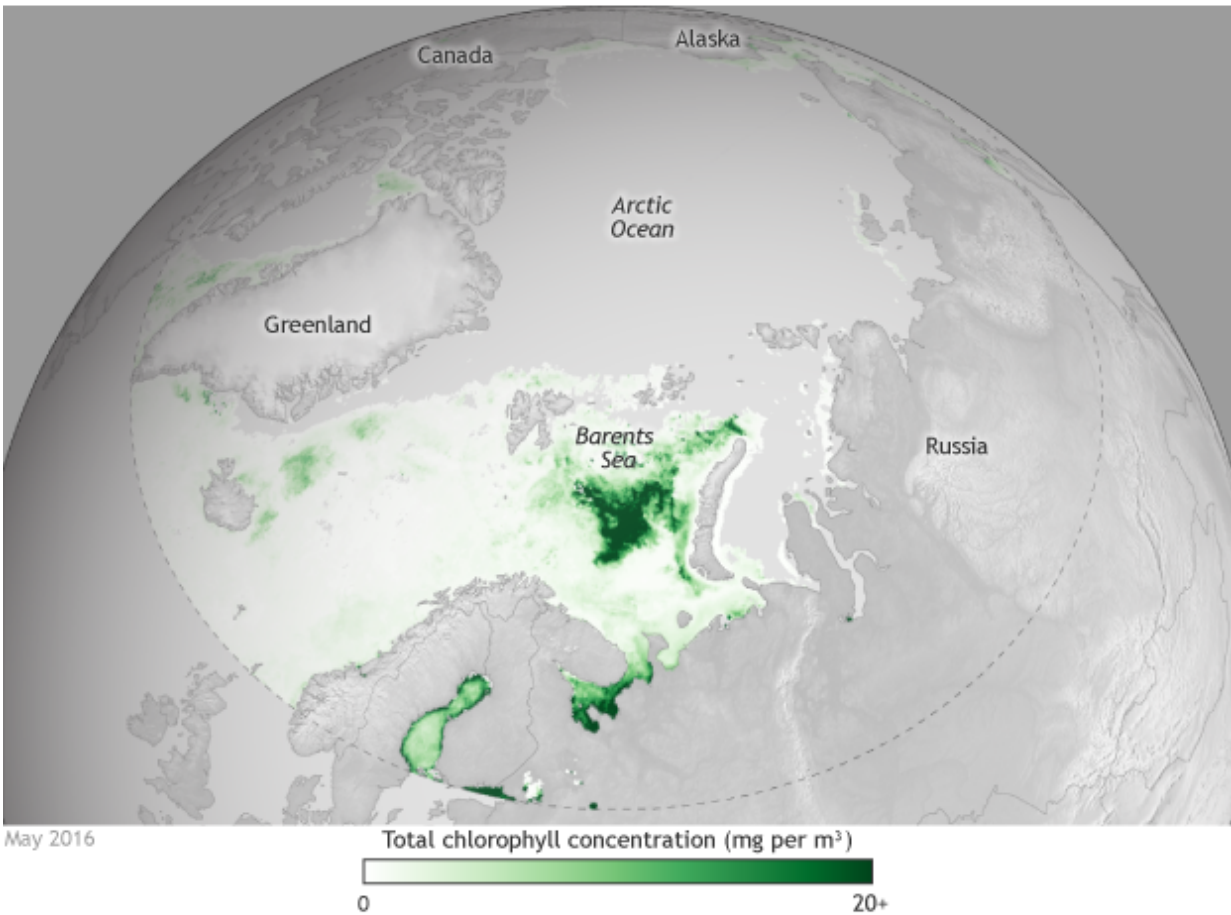 Canada
Alaska
Arctic
Ocean
Greenland
Barents
Sea
Russia
May 2016
Total chlorophyll concentration (mg per m³)
0
20+